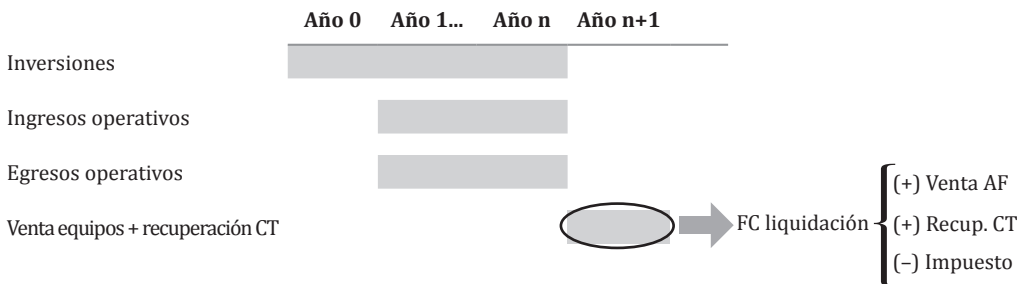 Año 0 Año 1... Año n Año n+1
Inversiones
Ingresos operativos
Egresos operativos
Venta equipos + recuperación CT
FC liquidación
(+) Venta AF
(+) Recup. CT
(–) Impuesto